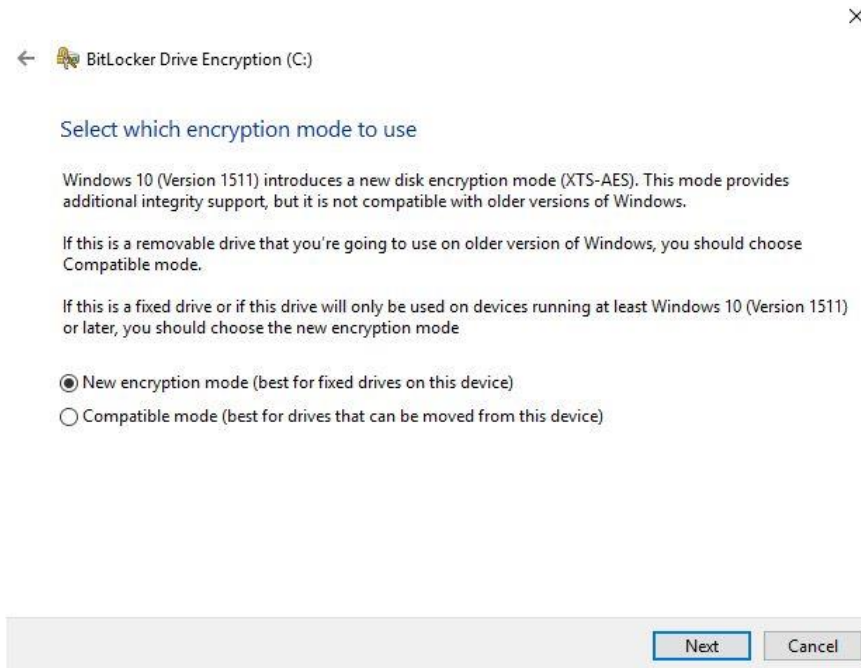 BitLocker Drive Encryption (C:)
Select which encryption mode to use
Windows 10 (Version 1511) introduces a new disk encryption mode (XTS-AES). This mode provides
additional integrity support, but it is not compatible with older versions of Windows.
If this is a removable drive that you're going to use on older version of Windows, you should choose
Compatible mode.
If this is a fixed drive or if this drive will only be used on devices running at least Windows 10 (Version 1511)
or later, you should choose the new encryption mode
New encryption mode (best for fixed drives on this device)
Compatible mode (best for drives that can be moved from this device)
Next Cancel